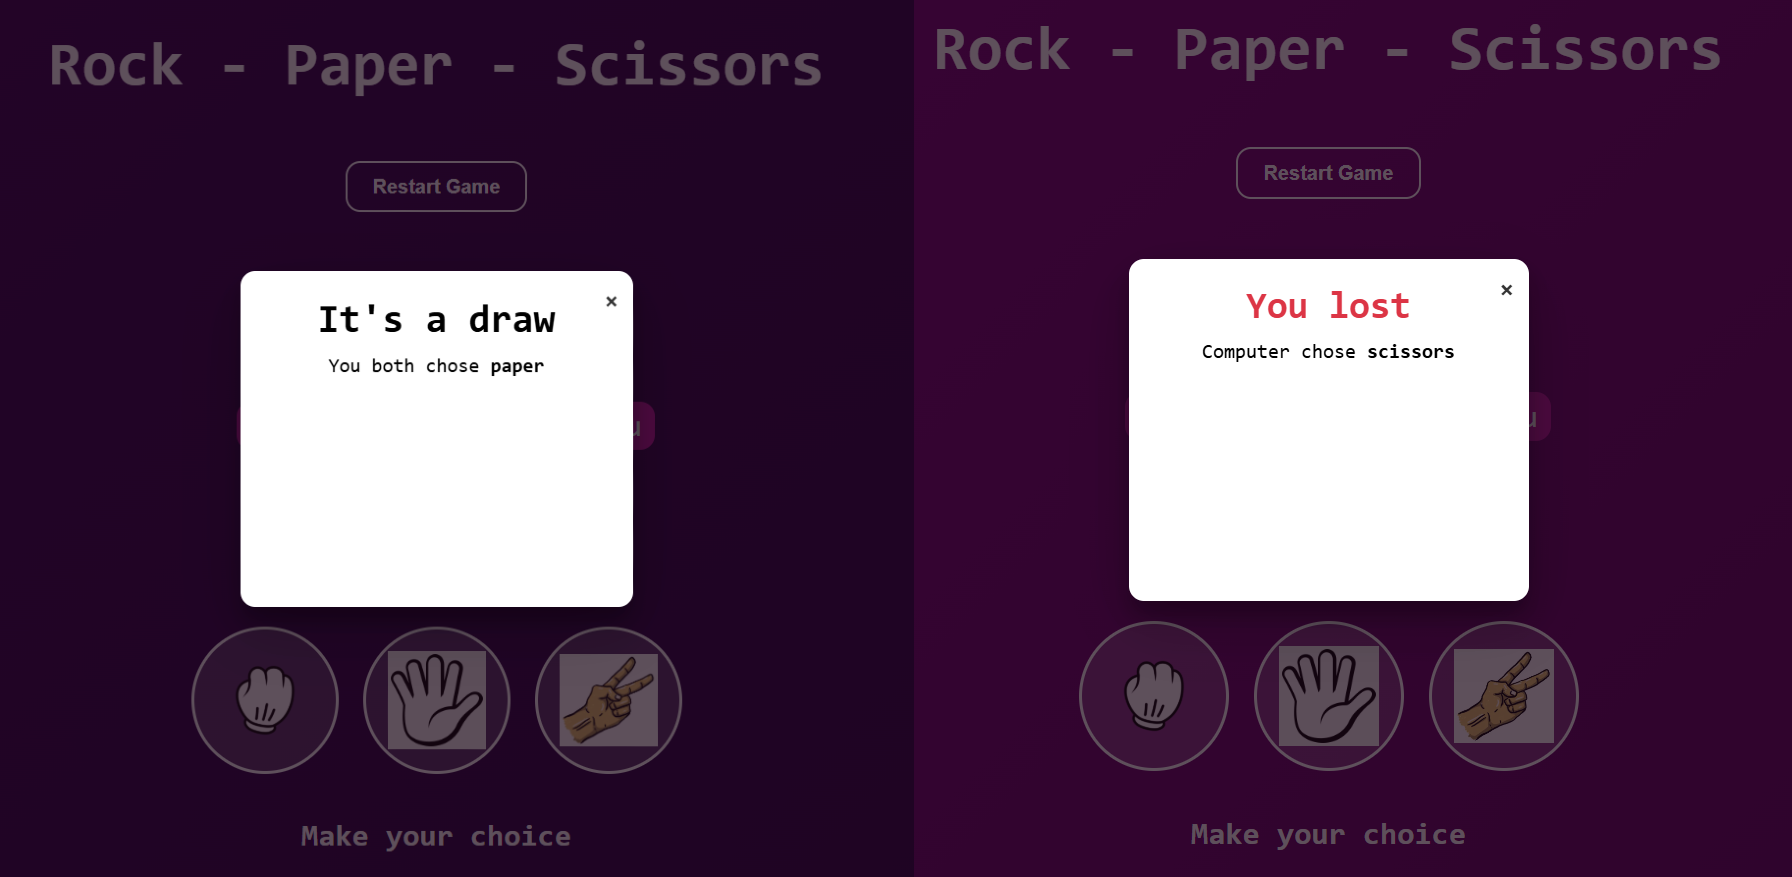 Rock - Paper - Scissors
Restart Game
It's a draw
×
You both chose paper
u
Make your choice
Rock - Paper - Scissors
Restart Game
You lost
×
Computer chose scissors
u
Make your choice